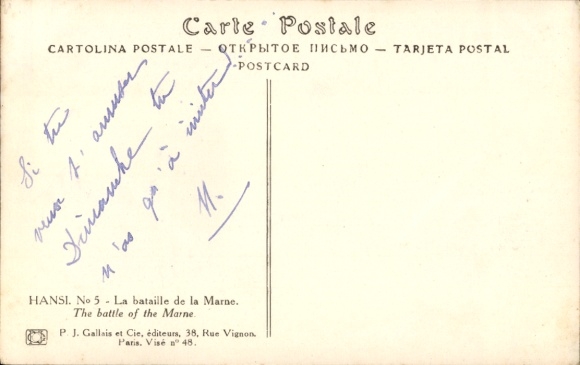 Carte Postale
CARTOLINA POSTALE — ОТКРЫТОЕ ПИСЬМО — TARJETA POSTAL
POSTCARD
Si tu
veux t'amuser
Dimanche tu
n'as qu'à imiter
N.
HANSI. No 5 - La bataille de la Marne.
The battle of the Marne.
P. J. Gallais et Cie, éditeurs, 38, Rue Vignon.
Paris. Visé nº 48.